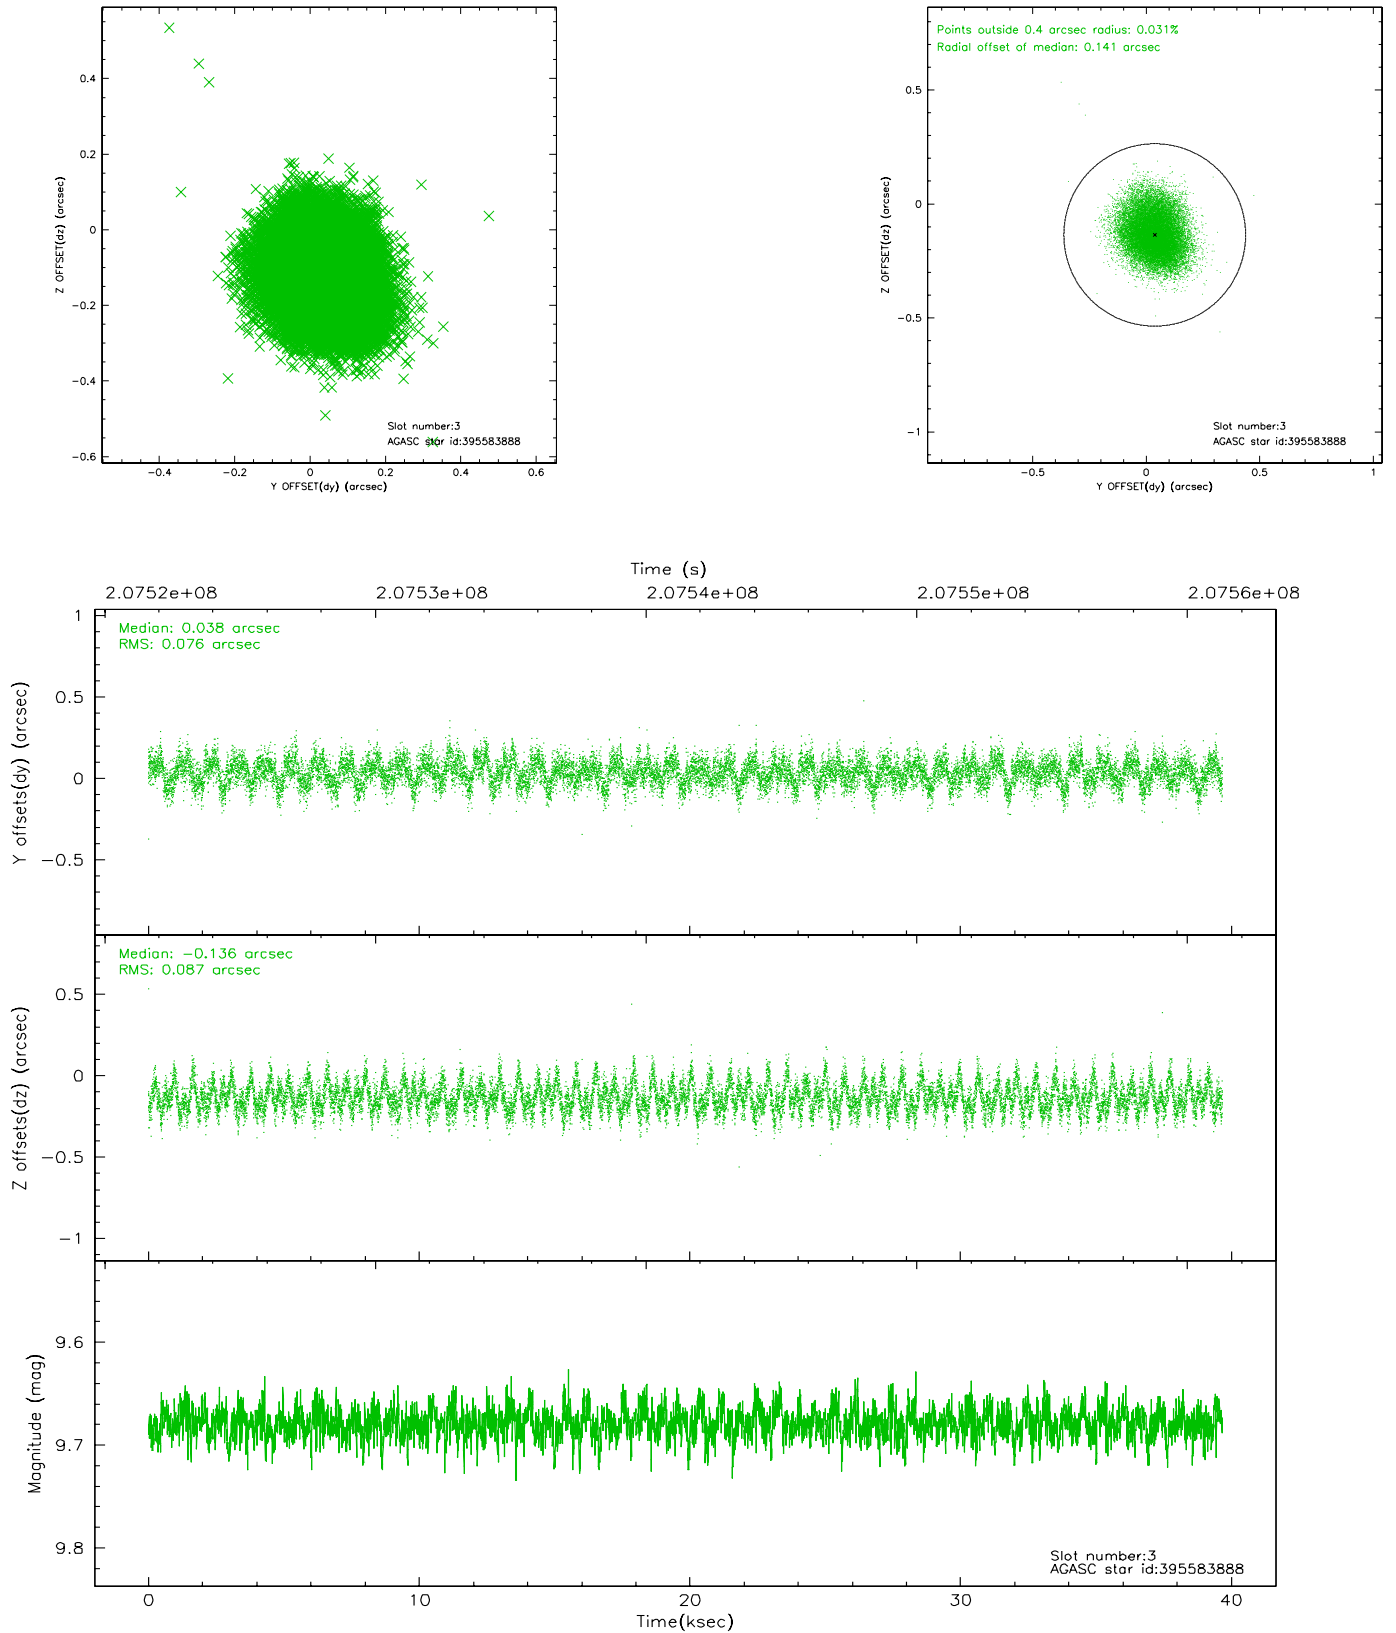 0.4
0.2
0
−0.2
−0.4
−0.6
Z OFFSET(dz) (arcsec)
Slot number:3
AGASC star id:395583888
−0.4 −0.2 0 0.2 0.4 0.6
Y OFFSET(dy) (arcsec)
Points outside 0.4 arcsec radius: 0.031%
Radial offset of median: 0.141 arcsec
0.5
0
−0.5
−1
Z OFFSET(dz) (arcsec)
Slot number:3
AGASC star id:395583888
−0.5 0 0.5 1
Y OFFSET(dy) (arcsec)
Time (s)
2.0752e+08 2.0753e+08 2.0754e+08 2.0755e+08 2.0756e+08
Median: 0.038 arcsec
RMS: 0.076 arcsec
1
0.5
0
−0.5
Y offsets(dy) (arcsec)
Median: −0.136 arcsec
RMS: 0.087 arcsec
0.5
0
−0.5
−1
Z offsets(dz) (arcsec)
9.6
9.7
9.8
Magnitude (mag)
Slot number:3
AGASC star id:395583888
0 10 20 30 40
Time(ksec)